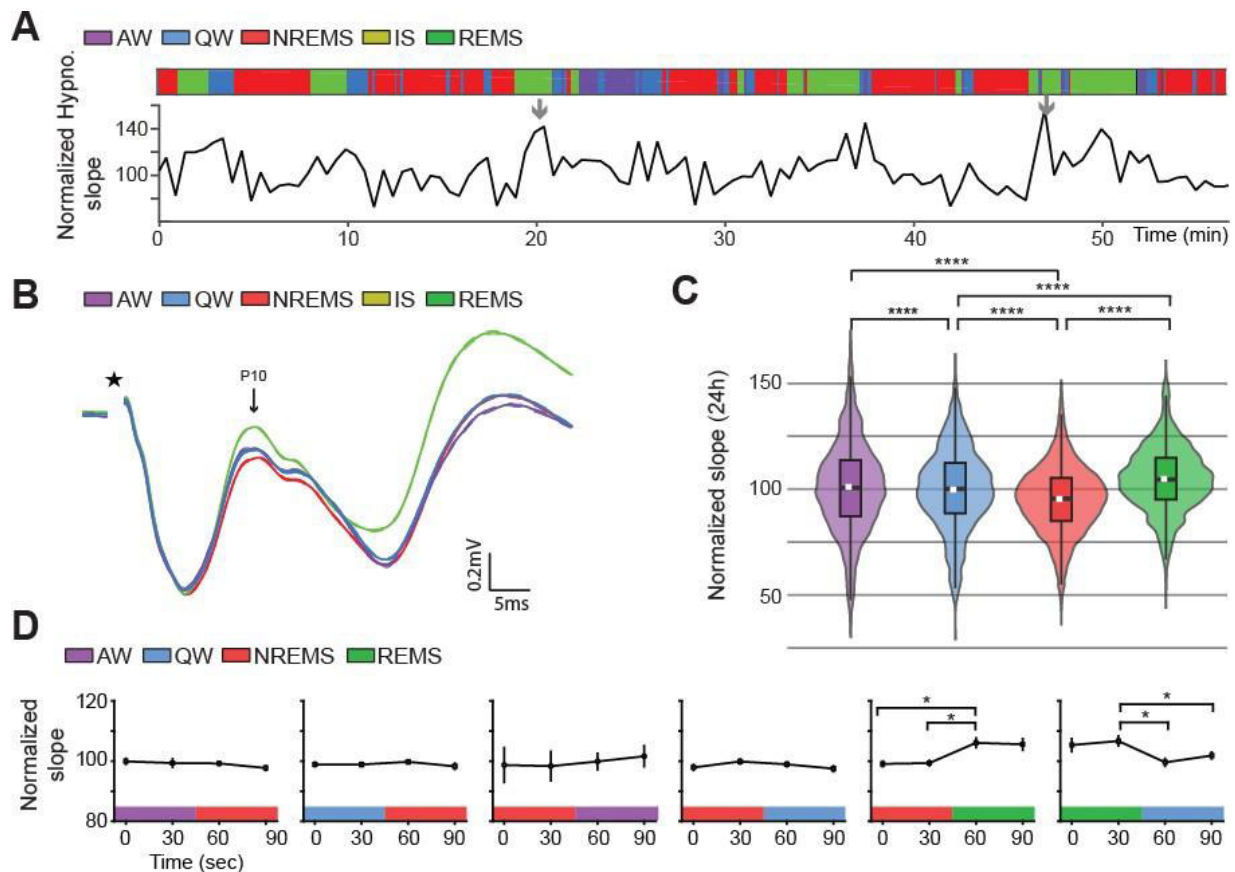 A
AW QW NREMS IS REMS
Hypno.
Normalized
slope
140
100
0 10 20 30 40 50 Time (min)
B
AW QW NREMS IS REMS
★
P10
0.2mV
5ms
C
****
****
**** **** ****
Normalized slope (24h)
150
100
50
D
AW QW NREMS REMS
Normalized
slope
120
100
80
* * * *
0 30 60 90 0 30 60 90 0 30 60 90 0 30 60 90 0 30 60 90 0 30 60 90
Time (sec)